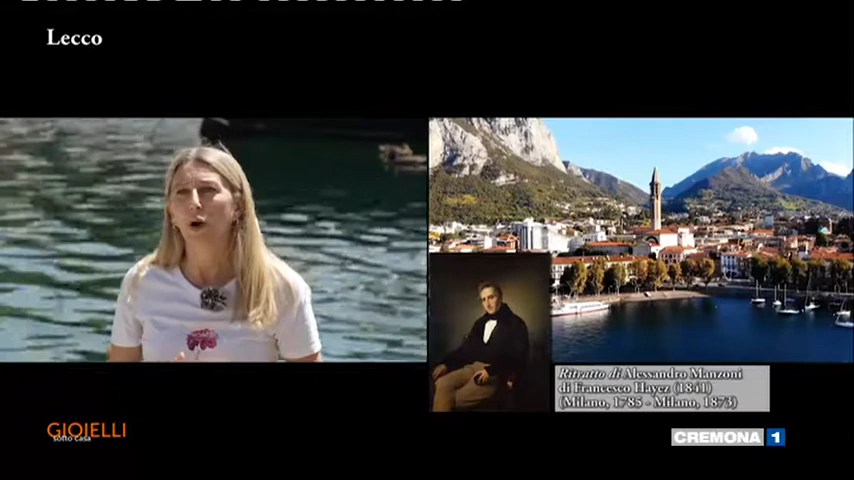 Lecco
Ritratto di Alessandro Manzoni
di Francesco Hayez (1841)
(Milano, 1785 - Milano, 1873)
GIOIELLI
sotto casa
CREMONA 1